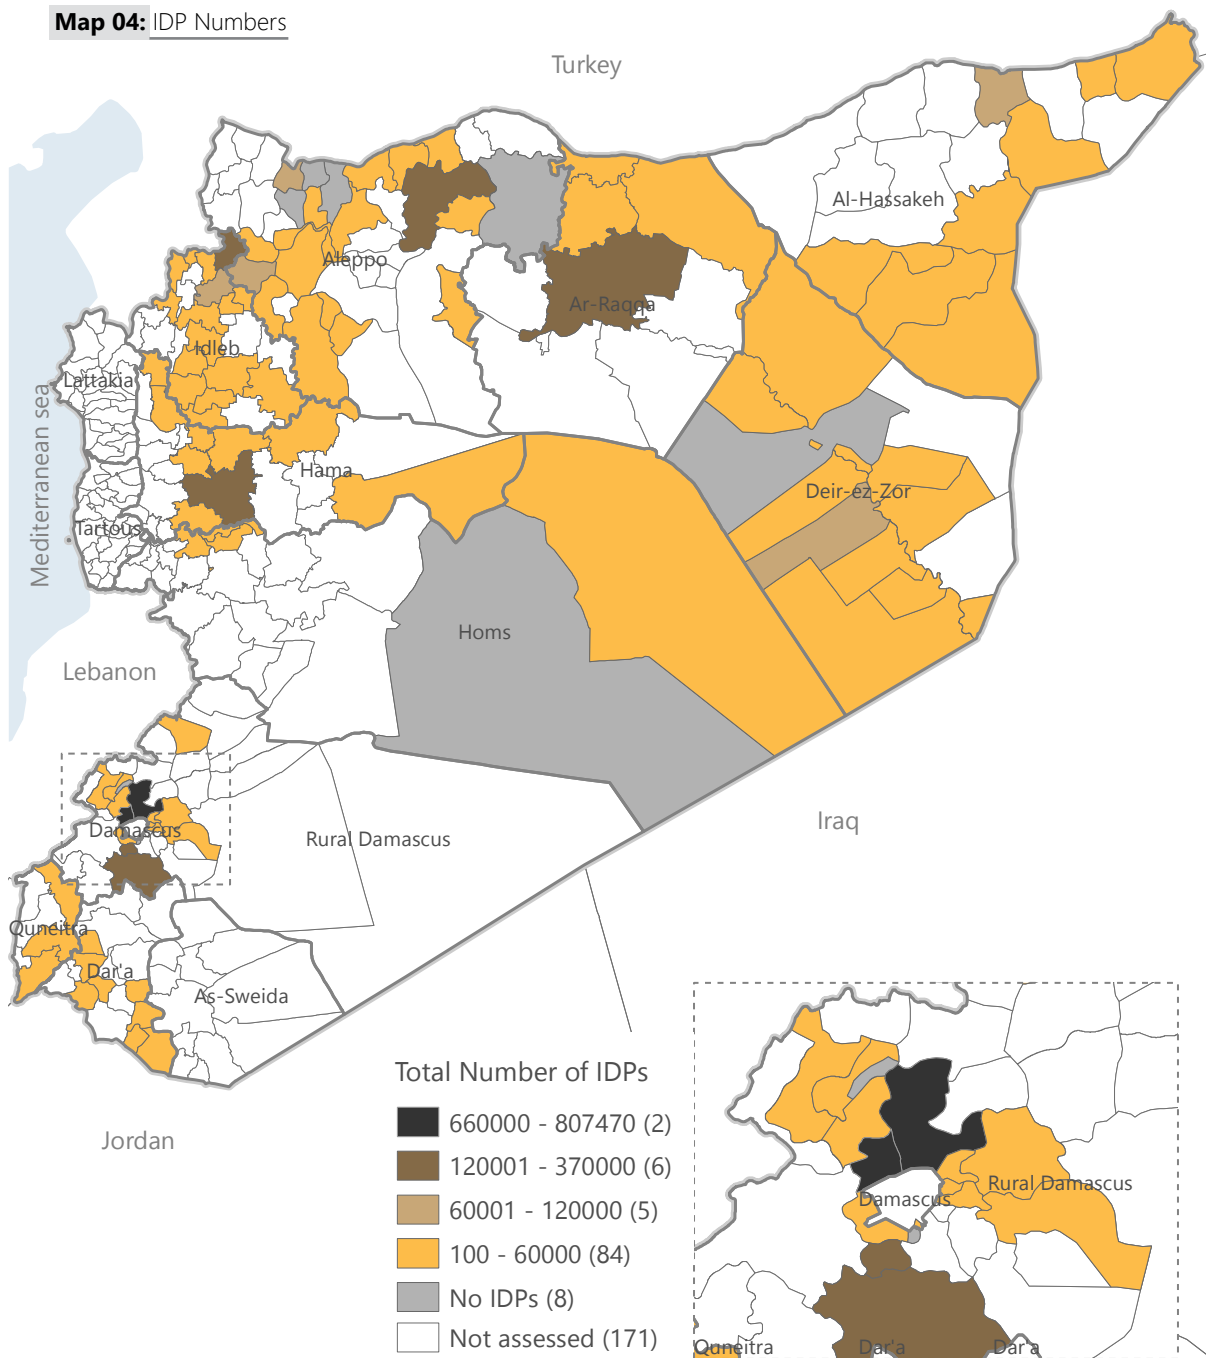 Map 04: IDP Numbers
Turkey
Al-Hassakeh
Aleppo
Ar-Raqqa
Idleb
Lattakia
Mediterranean sea
Hama
Deir-ez-Zor
Tartous
Homs
Lebanon
Iraq
Damascus
Rural Damascus
Quneitra
Dar'a
As-Sweida
Jordan
Total Number of IDPs
660000 - 807470 (2)
120001 - 370000 (6)
60001 - 120000 (5)
100 - 60000 (84)
No IDPs (8)
Not assessed (171)
Rural Damascus
Damascus
Quneitra
Dar'a
Dar'a